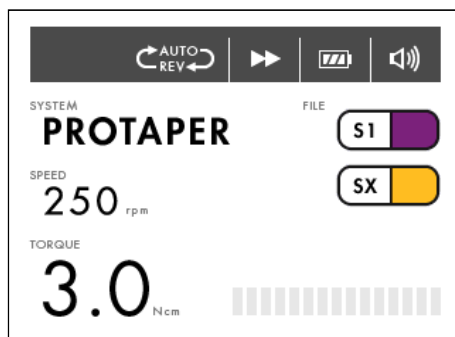 AUTO
REV
SYSTEM
PROTAPER
FILE
S1
SX
SPEED
250 rpm
TORQUE
3.0 Ncm